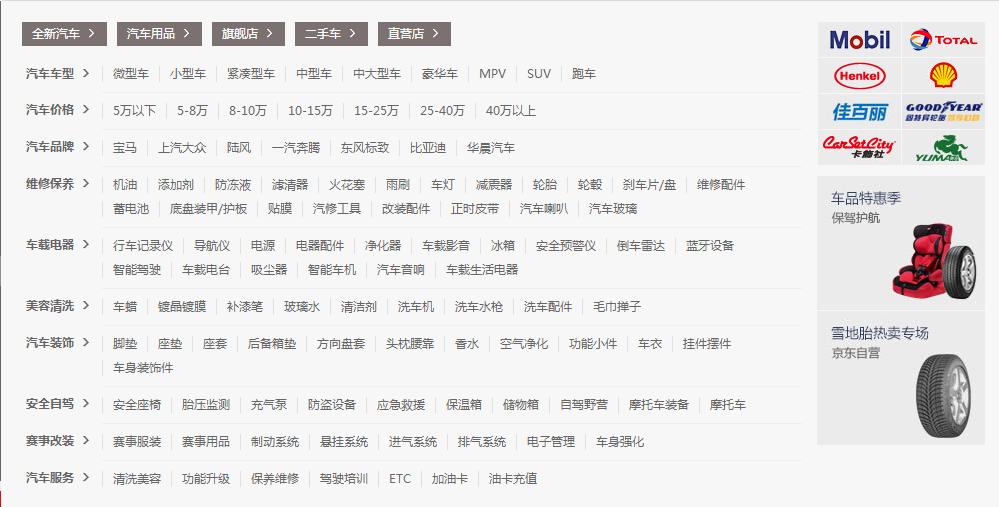 全新汽车 > 汽车用品 > 旗舰店 > 二手车 > 直营店 >
汽车车型 > 微型车 小型车 紧凑型车 中型车 中大型车 豪华车 MPV SUV 跑车
汽车价格 > 5万以下 5-8万 8-10万 10-15万 15-25万 25-40万 40万以上
汽车品牌 > 宝马 上汽大众 陆风 一汽奔腾 东风标致 比亚迪 华晨汽车
维修保养 > 机油 添加剂 防冻液 滤清器 火花塞 雨刷 车灯 减震器 轮胎 轮毂 刹车片/盘 维修配件
蓄电池 底盘装甲/护板 贴膜 汽修工具 改装配件 正时皮带 汽车喇叭 汽车玻璃
车载电器 > 行车记录仪 导航仪 电源 电器配件 净化器 车载影音 冰箱 安全预警仪 倒车雷达 蓝牙设备
智能驾驶 车载电台 吸尘器 智能车机 汽车音响 车载生活电器
美容清洗 > 车蜡 镀晶镀膜 补漆笔 玻璃水 清洁剂 洗车机 洗车水枪 洗车配件 毛巾掸子
汽车装饰 > 脚垫 座垫 座套 后备箱垫 方向盘套 头枕腰靠 香水 空气净化 功能小件 车衣 挂件摆件
车身装饰件
安全自驾 > 安全座椅 胎压监测 充气泵 防盗设备 应急救援 保温箱 储物箱 自驾野营 摩托车装备 摩托车
赛事改装 > 赛事服装 赛事用品 制动系统 悬挂系统 进气系统 排气系统 电子管理 车身强化
汽车服务 > 清洗美容 功能升级 保养维修 驾驶培训 ETC 加油卡 油卡充值
Mobil TOTAL
Henkel
佳百丽 GOODYEAR
固特异轮胎
CarSetCity
卡饰社 YUMA
车品特惠季
保驾护航
雪地胎热卖专场
京东自营